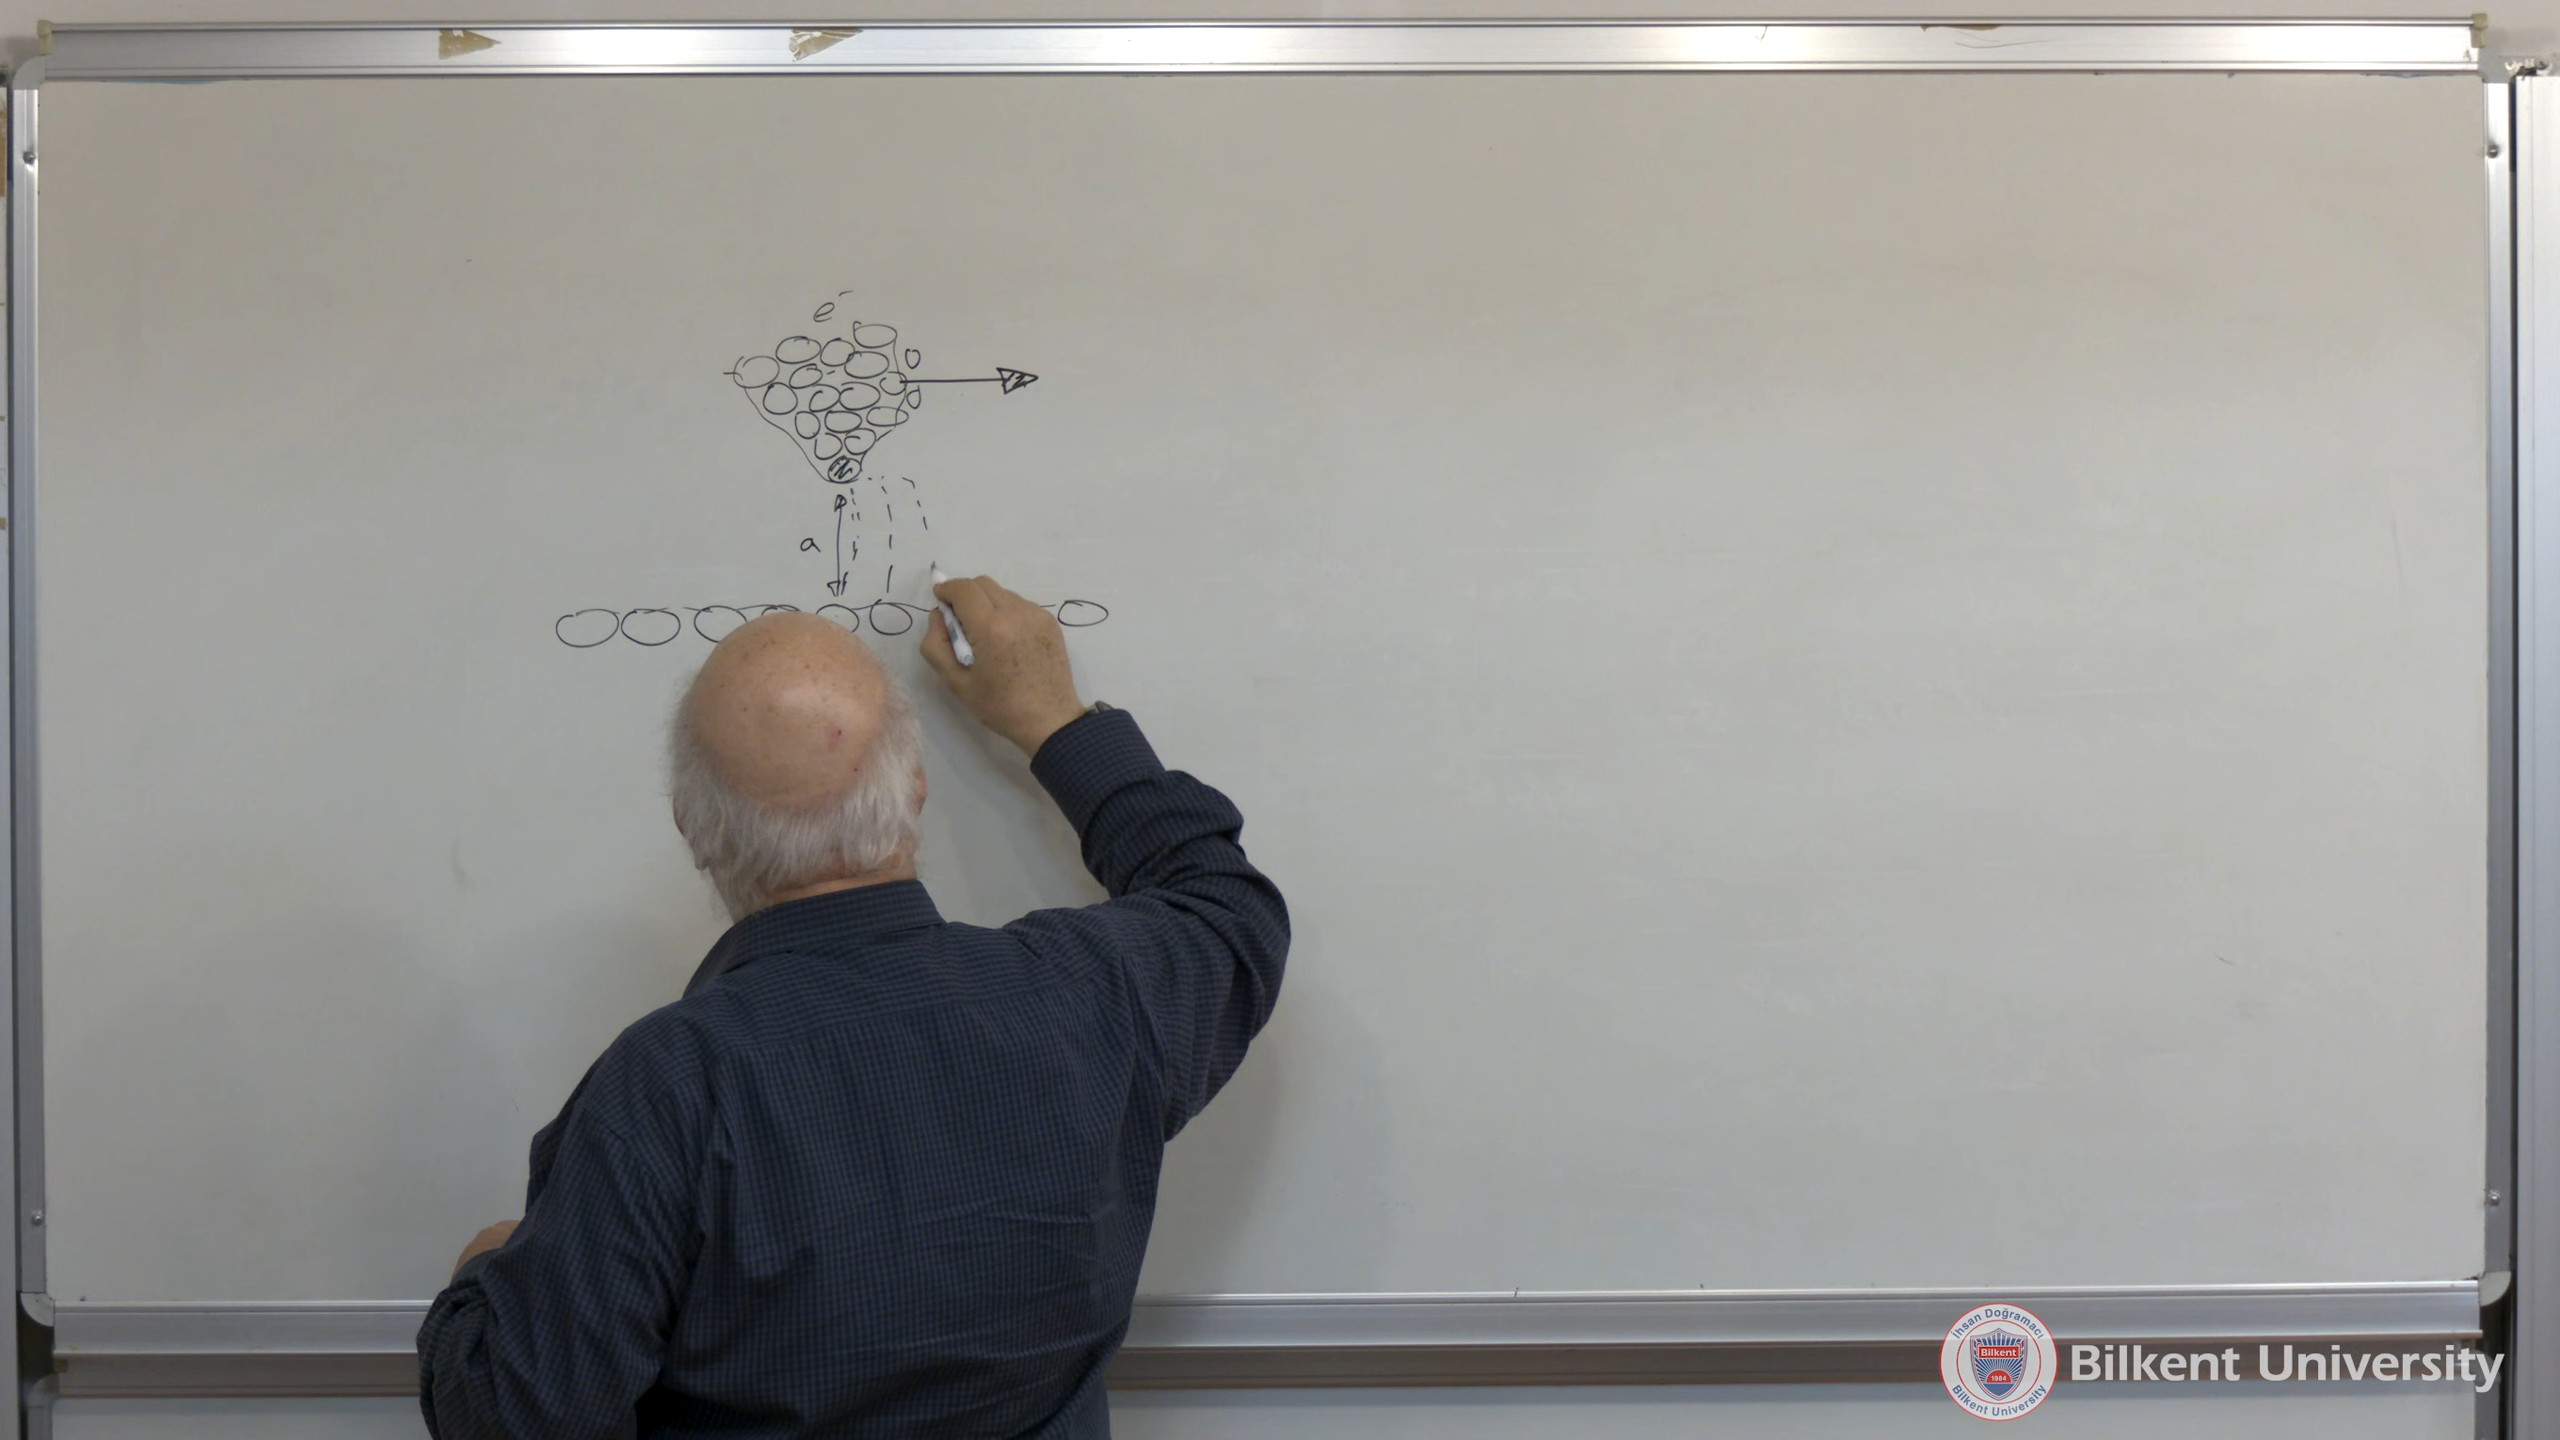 e⁻
a
İhsan Doğramacı
Bilkent
1984
Bilkent University
Bilkent University